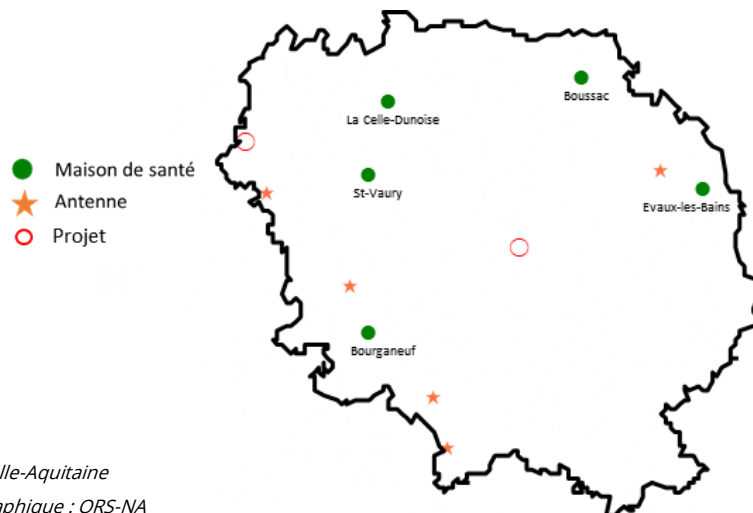 Boussac
La Celle-Dunoise
Maison de santé
St-Vaury
Antenne
Evaux-les-Bains
Projet
Bourganeuf
lle-Aquitaine
aphique : ORS-NA